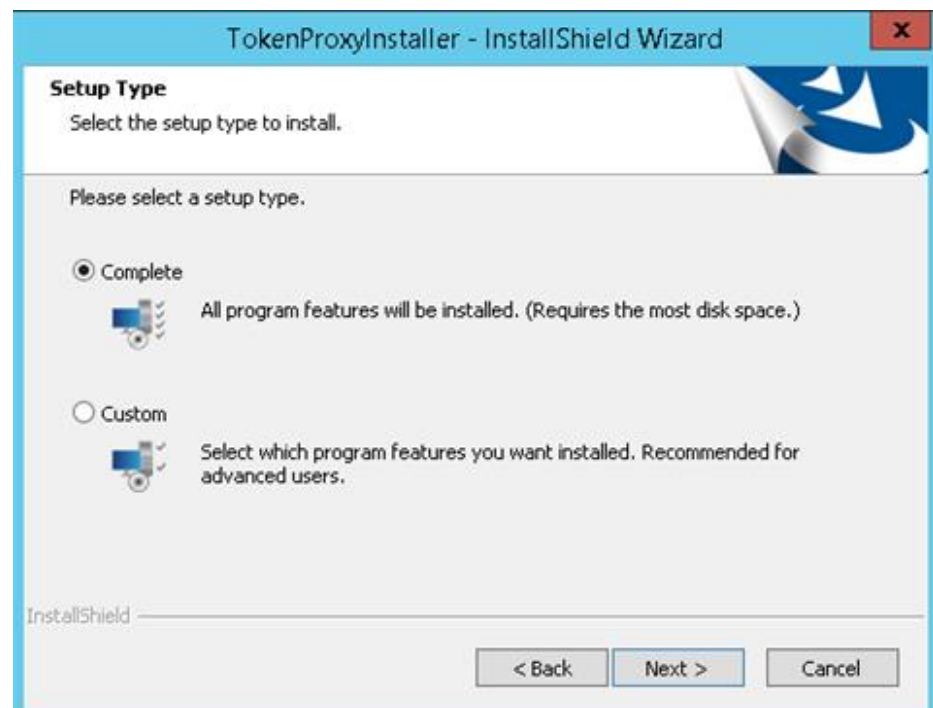 TokenProxyInstaller - InstallShield Wizard
x
Setup Type
Select the setup type to install.
Please select a setup type.
Complete
All program features will be installed. (Requires the most disk space.)
Custom
Select which program features you want installed. Recommended for
advanced users.
InstallShield
< Back
Next >
Cancel